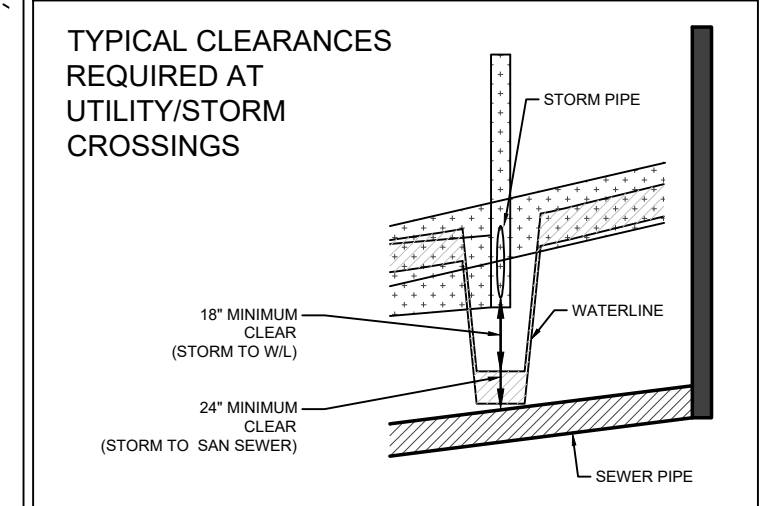 TYPICAL CLEARANCES
REQUIRED AT
UTILITY/STORM
CROSSINGS
STORM PIPE
18" MINIMUM
CLEAR
(STORM TO W/L)
WATERLINE
24" MINIMUM
CLEAR
(STORM TO SAN SEWER)
SEWER PIPE